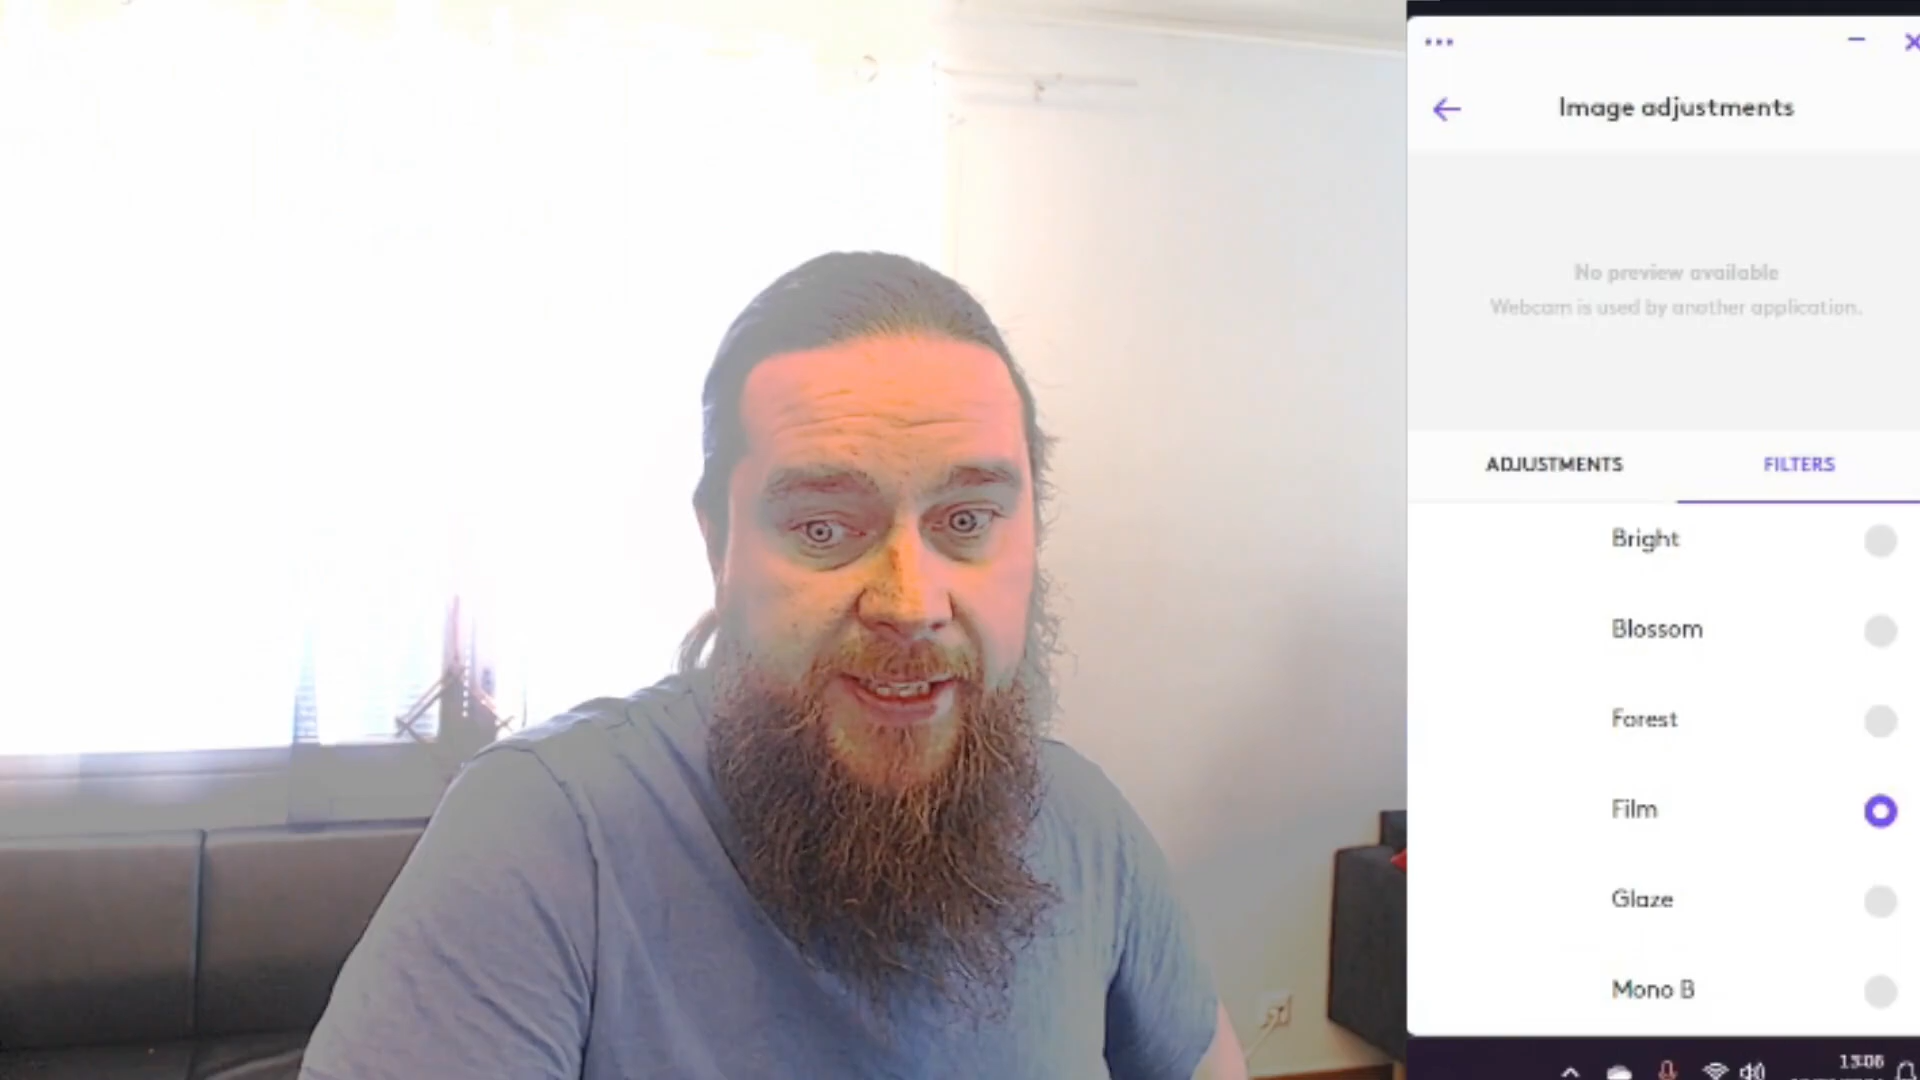 Image adjustments
No preview available
Webcam is used by another application.
ADJUSTMENTS FILTERS
Bright
Blossom
Forest
Film
Glaze
Mono B
13:06